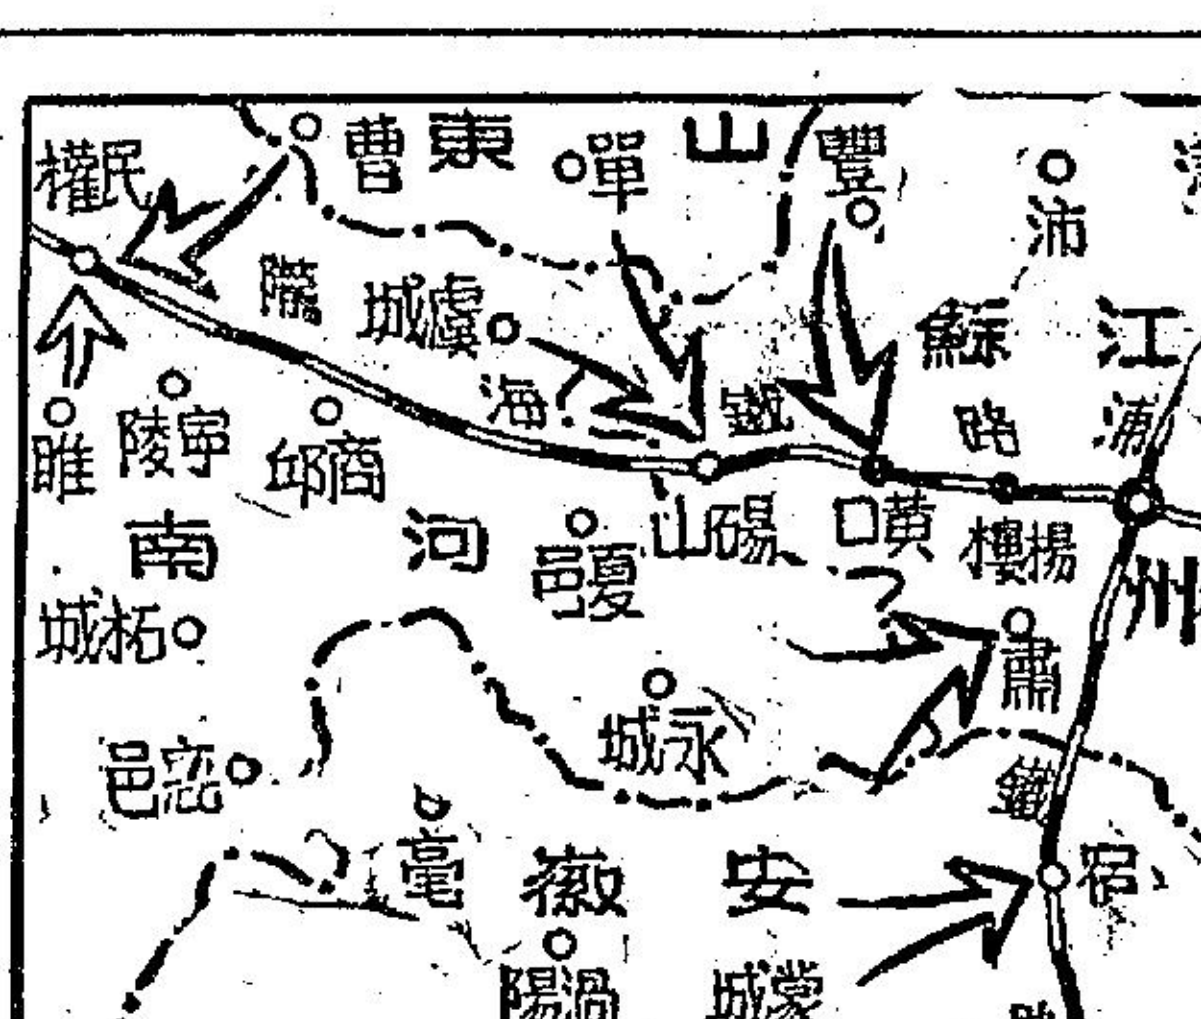 山東
江蘇
河南
安徽
民權
曹
單
豐
沛
隴
海
鐵
路
虞城
浦
睢
寧陵
商邱
碭山
黃口
楊樓
夏邑
州
柘城
蕭
永城
邑
鐵
亳
宿
渦陽
蒙城